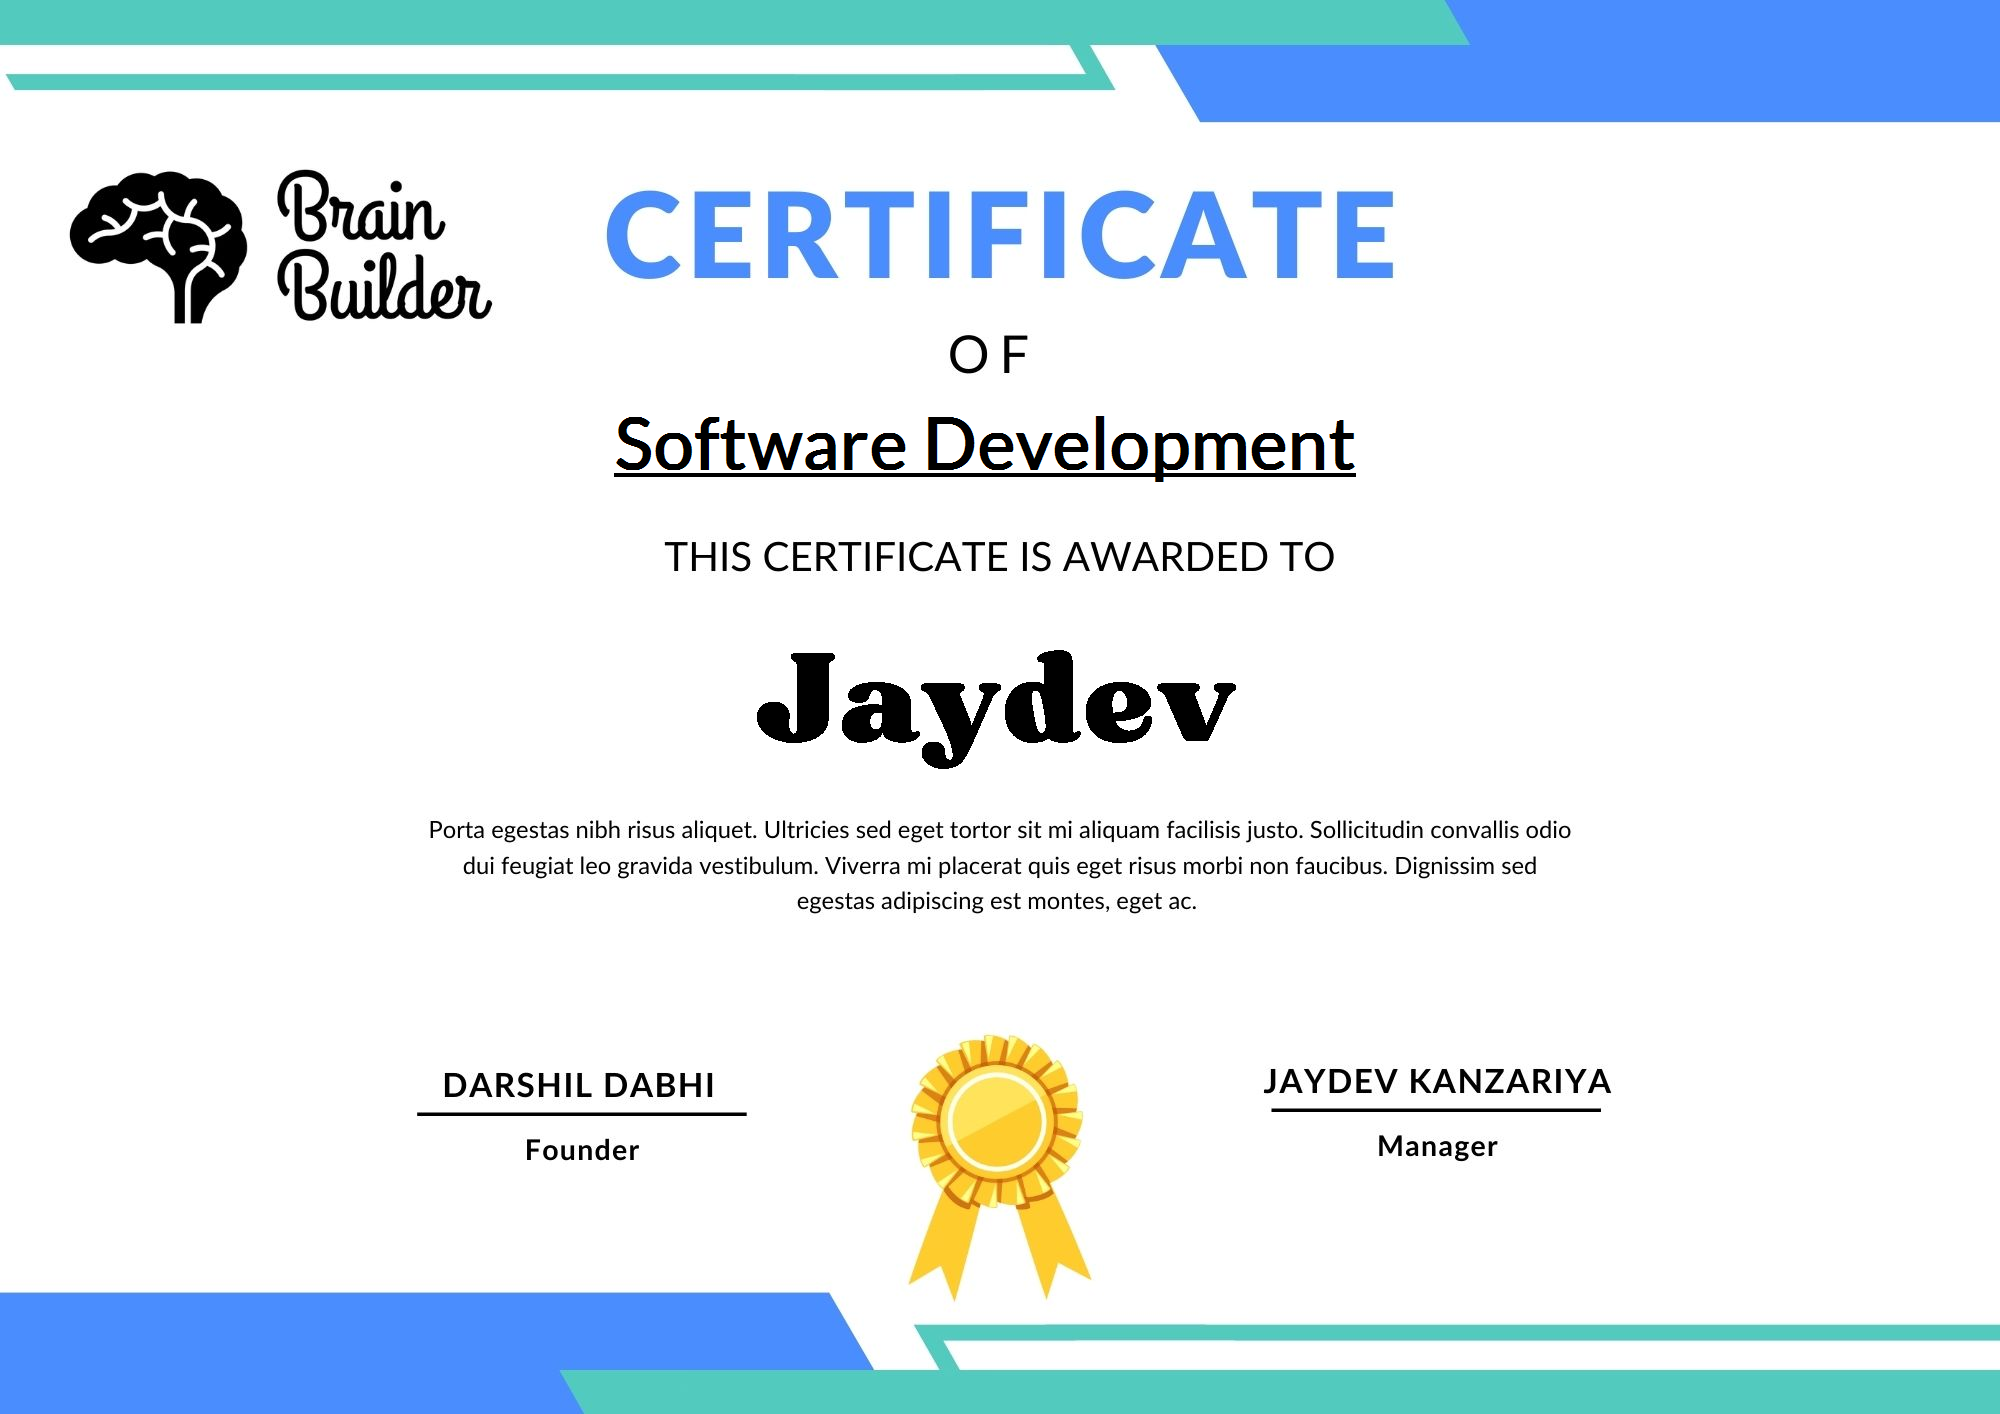 Brain
Builder
CERTIFICATE
OF
Software Development
THIS CERTIFICATE IS AWARDED TO
Jaydev
Porta egestas nibh risus aliquet. Ultricies sed eget tortor sit mi aliquam facilisis justo. Sollicitudin convallis odio
dui feugiat leo gravida vestibulum. Viverra mi placerat quis eget risus morbi non faucibus. Dignissim sed
egestas adipiscing est montes, eget ac.
DARSHIL DABHI
Founder
JAYDEV KANZARIYA
Manager